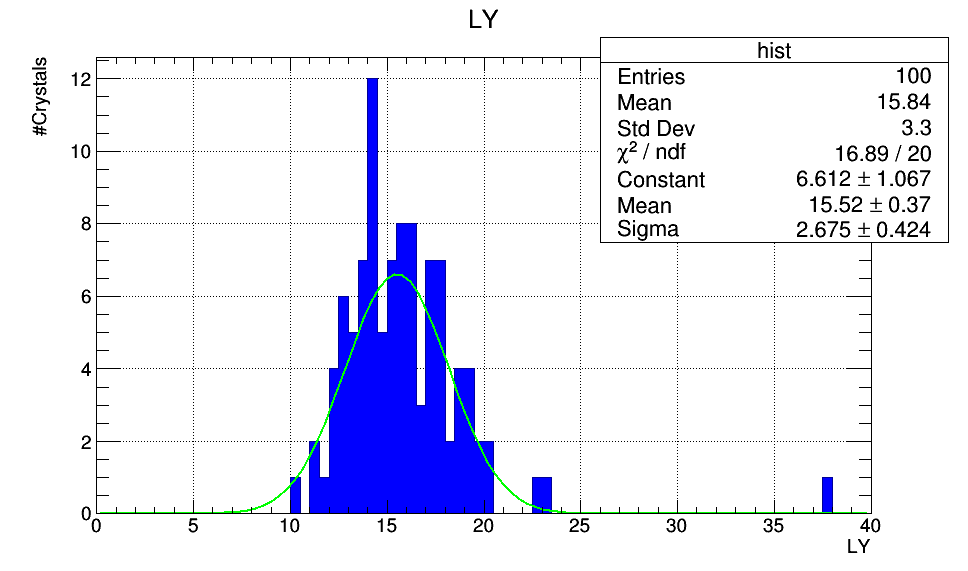 LY
hist
Entries 100
Mean 15.84
Std Dev 3.3
χ² / ndf 16.89 / 20
Constant 6.612 ± 1.067
Mean 15.52 ± 0.37
Sigma 2.675 ± 0.424
#Crystals
12
10
8
6
4
2
0
0 5 10 15 20 25 30 35 40
LY